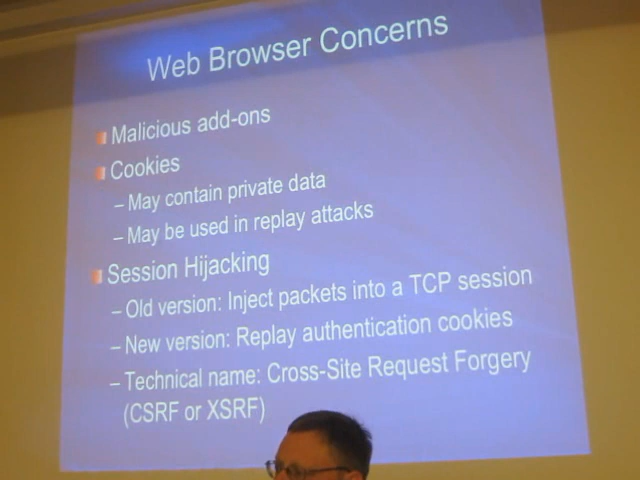 Web Browser Concerns
Malicious add-ons
Cookies
– May contain private data
– May be used in replay attacks
Session Hijacking
– Old version: Inject packets into a TCP session
– New version: Replay authentication cookies
– Technical name: Cross-Site Request Forgery
(CSRF or XSRF)